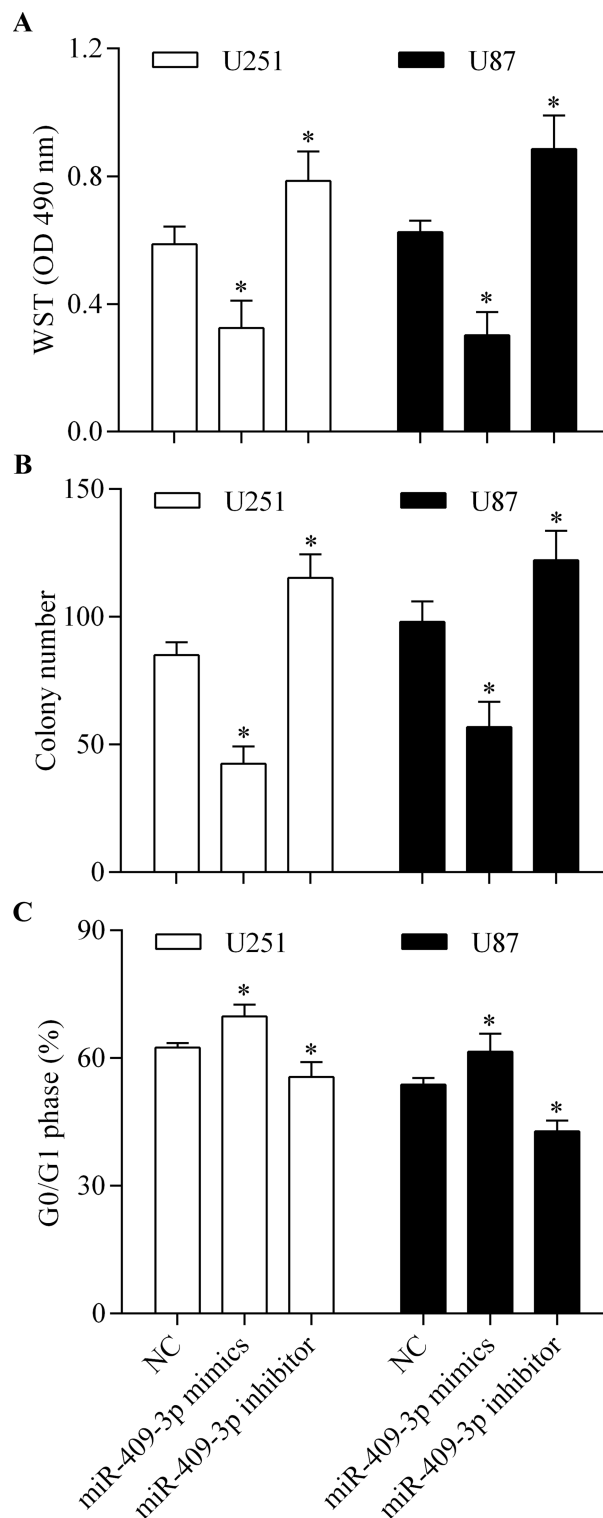 A
U251 U87
WST (OD 490 nm)
1.2
0.8
0.4
0.0
* * * *
B
U251 U87
Colony number
150
100
50
0
* * * *
C
U251 U87
G0/G1 phase (%)
90
60
30
0
* * * *
NC
miR-409-3p mimics
miR-409-3p inhibitor
NC
miR-409-3p mimics
miR-409-3p inhibitor